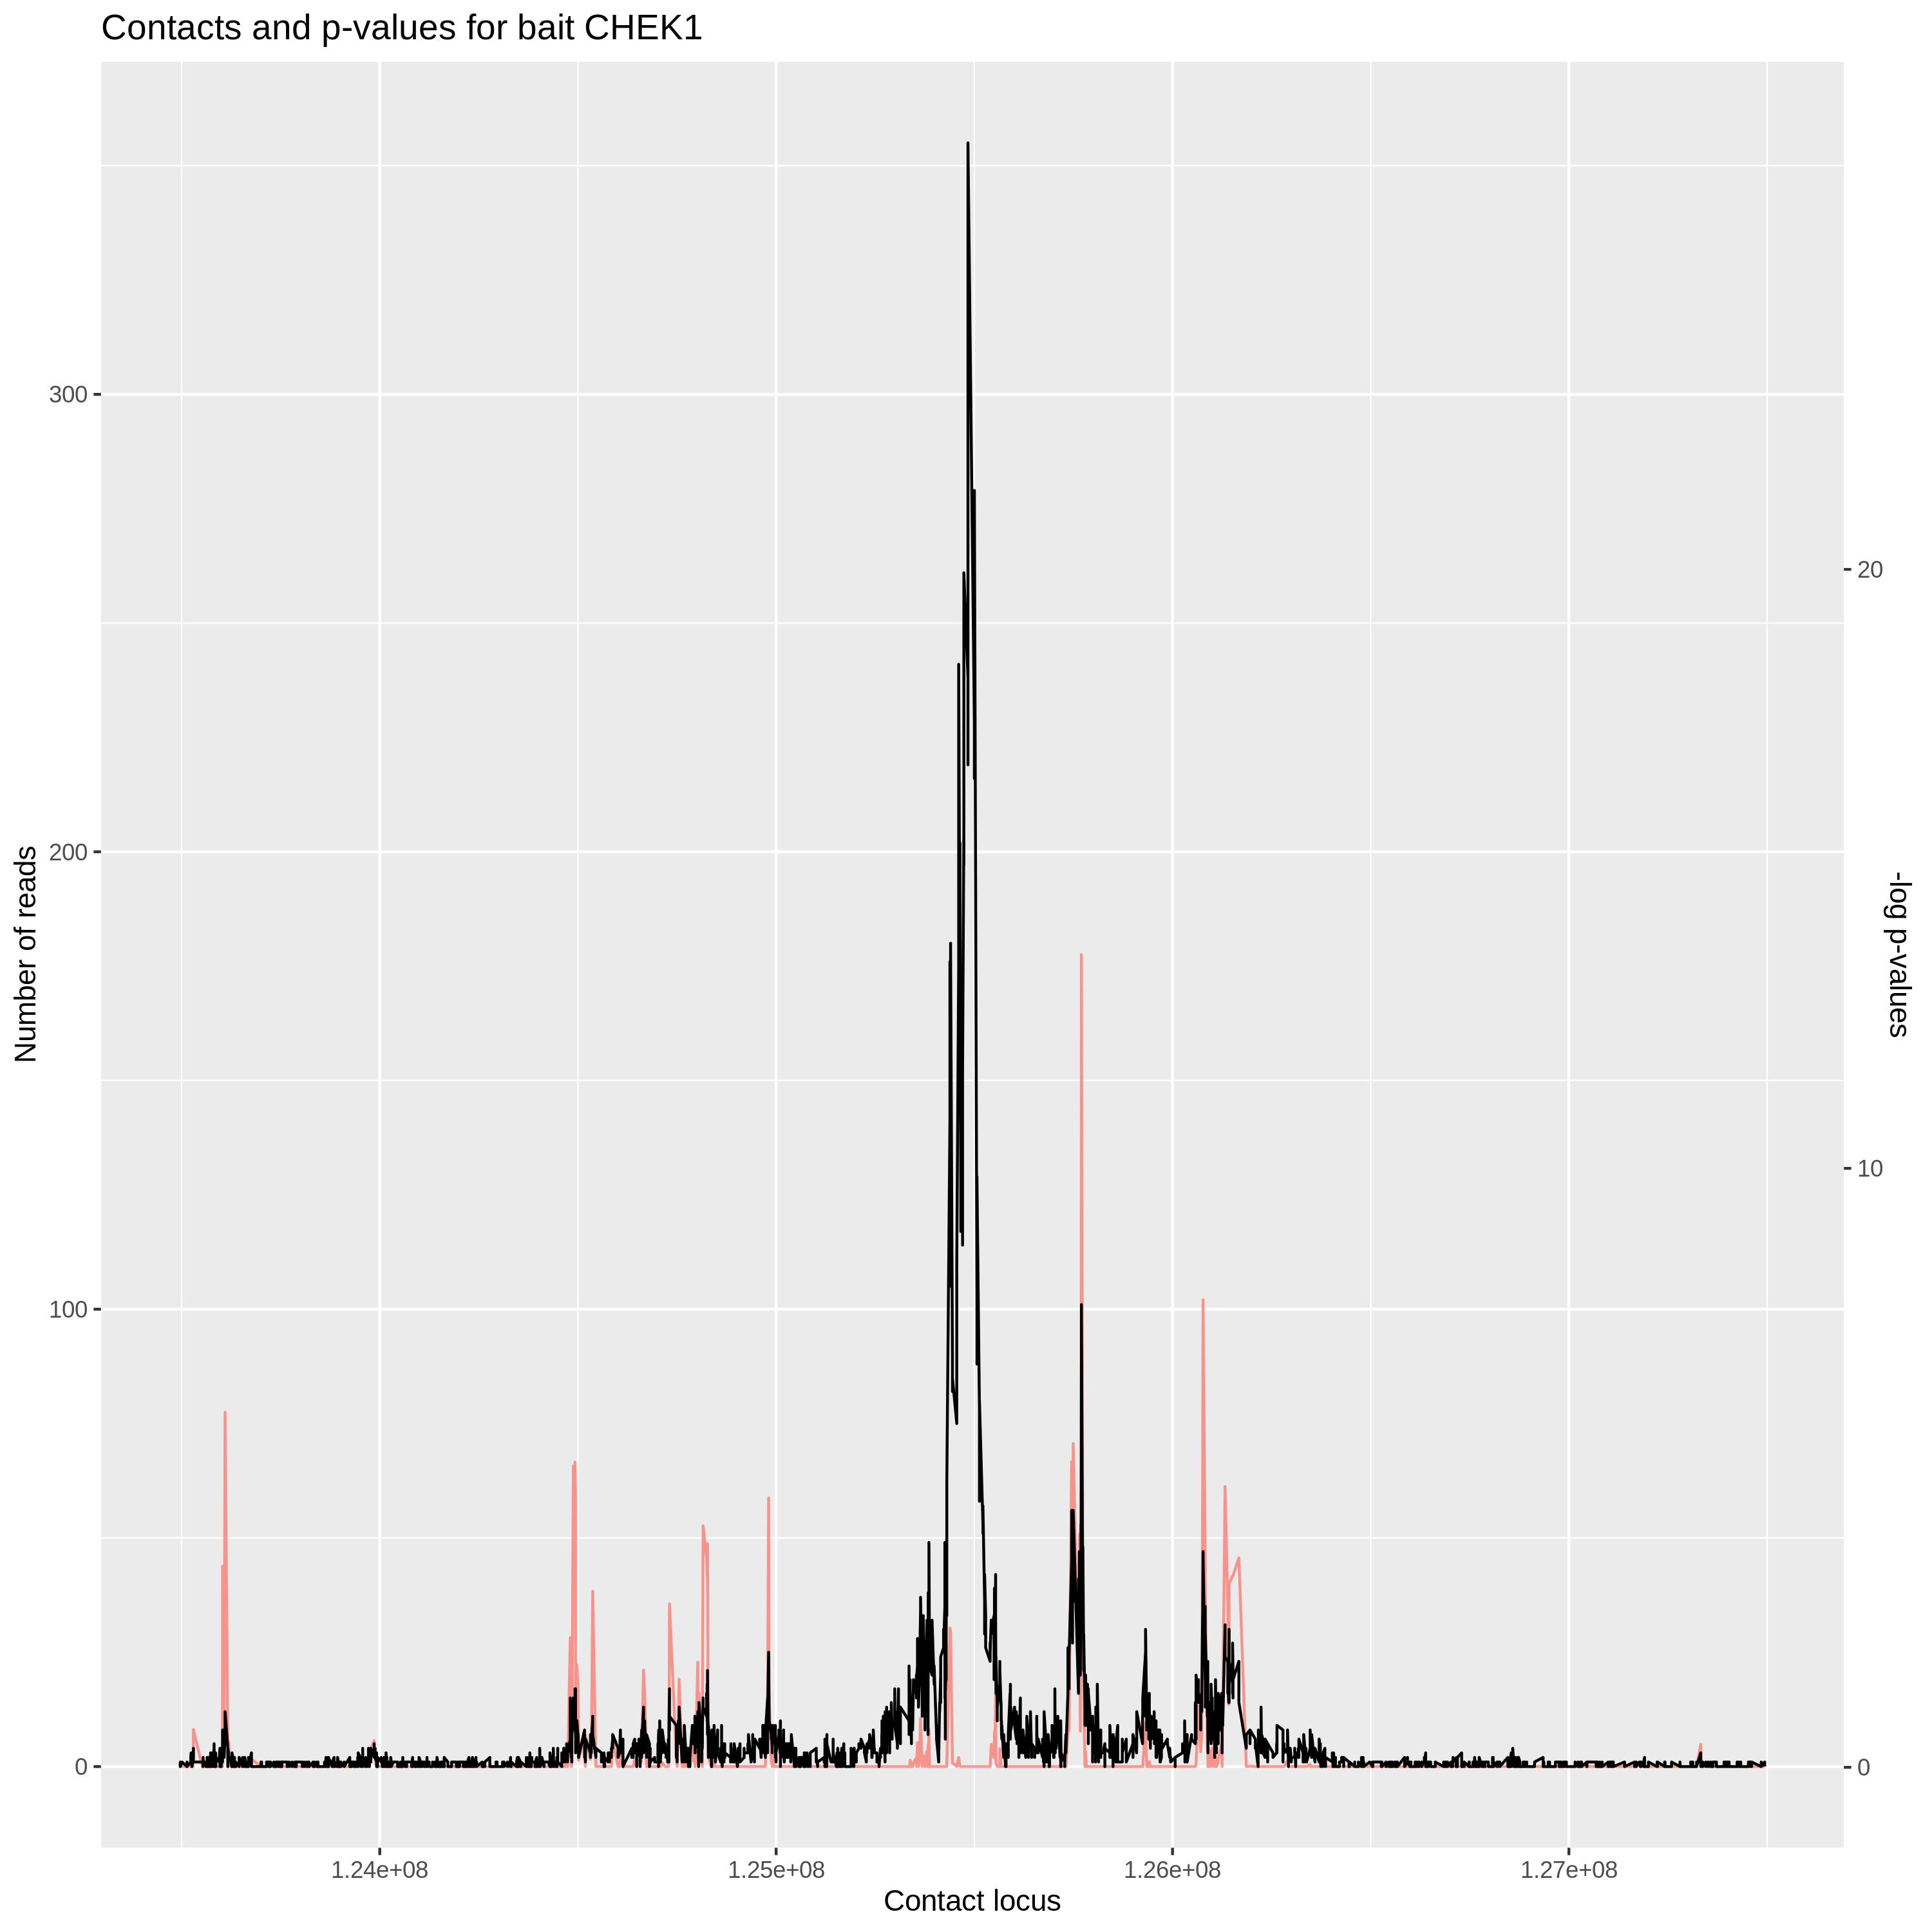 Contacts and p-values for bait CHEK1
Number of reads
300
200
100
0
20
10
0
-log p-values
1.24e+08
1.25e+08
1.26e+08
1.27e+08
Contact locus